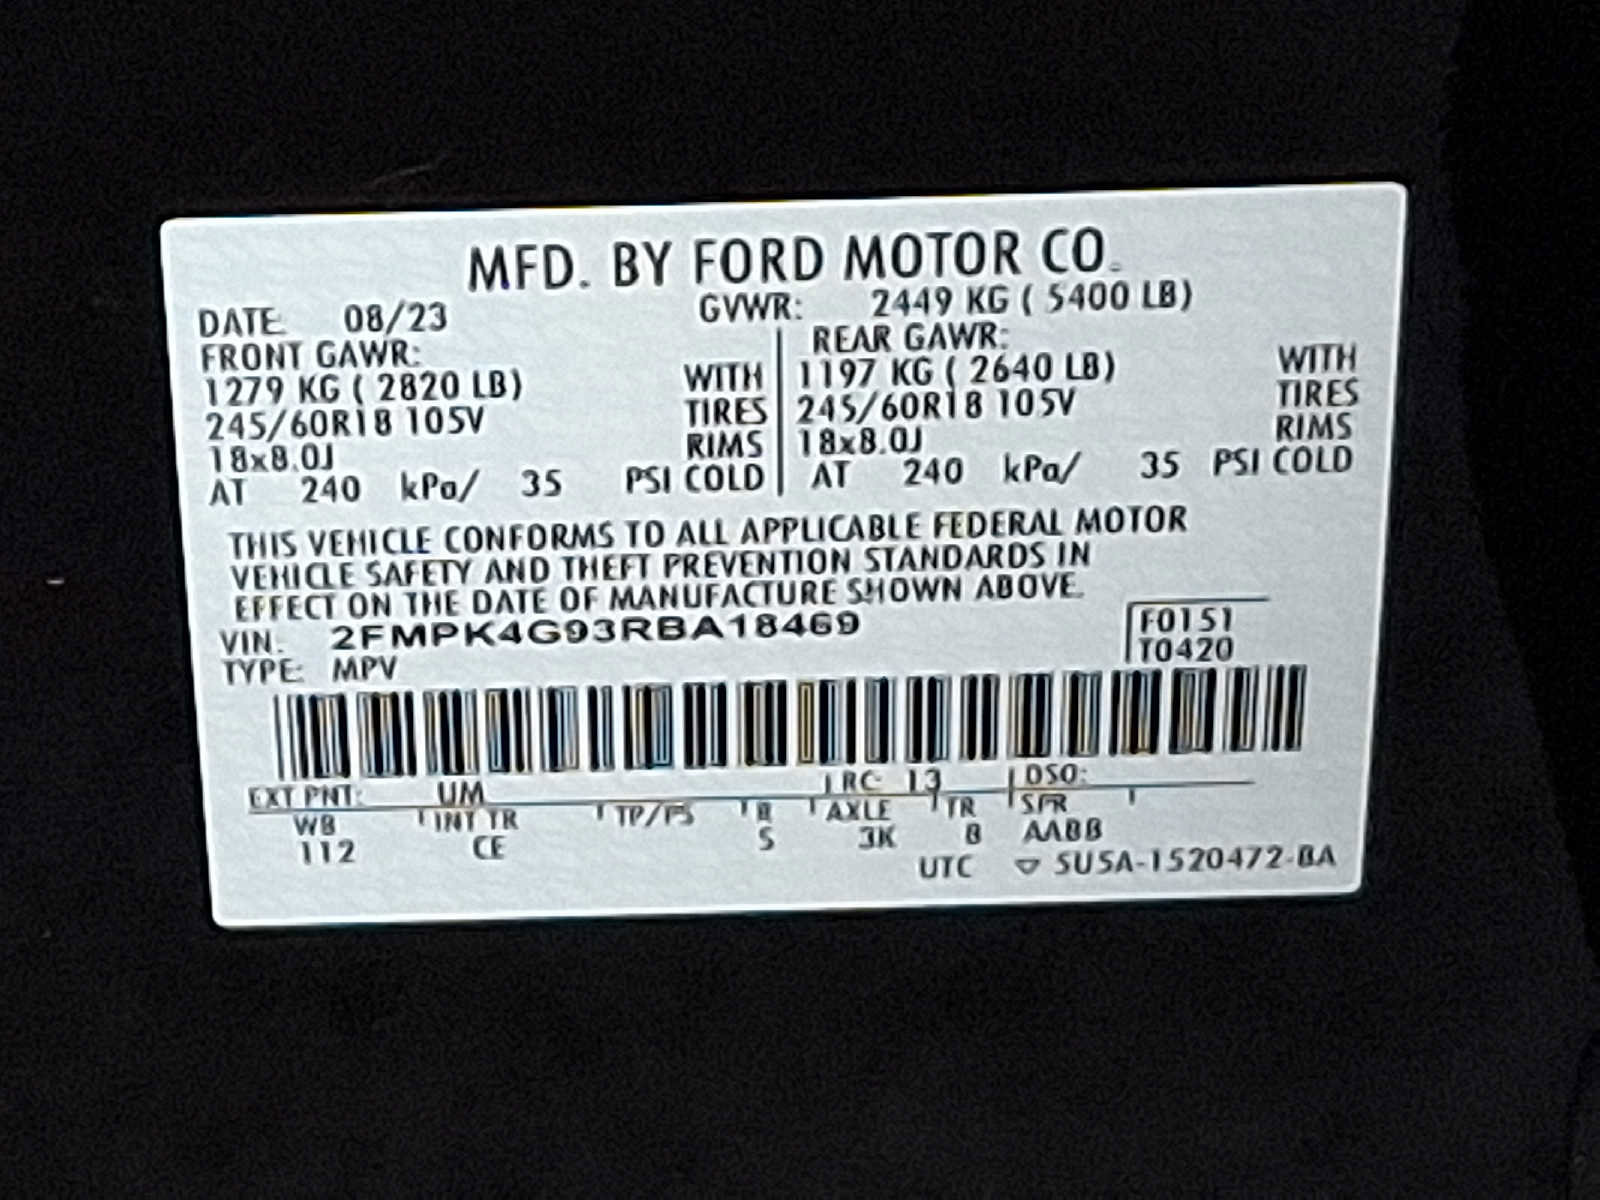 MFD. BY FORD MOTOR CO.
DATE: 08/23 GVWR: 2449 KG ( 5400 LB)
FRONT GAWR: REAR GAWR:
1279 KG ( 2820 LB) WITH 1197 KG ( 2640 LB) WITH
245/60R18 105V TIRES 245/60R18 105V TIRES
18x8.0J RIMS 18x8.0J RIMS
AT 240 kPa/ 35 PSI COLD AT 240 kPa/ 35 PSI COLD
THIS VEHICLE CONFORMS TO ALL APPLICABLE FEDERAL MOTOR
VEHICLE SAFETY AND THEFT PREVENTION STANDARDS IN
EFFECT ON THE DATE OF MANUFACTURE SHOWN ABOVE.
VIN: 2FMPK4G93RBA18469 F0151
TYPE: MPV T0420
EXT PNT: UM RC: 13 DSO:
WB INT TR TP/PS R AXLE TR SPR
112 CE 5 3K 8 AABB
UTC ▽ SU5A-1520472-BA